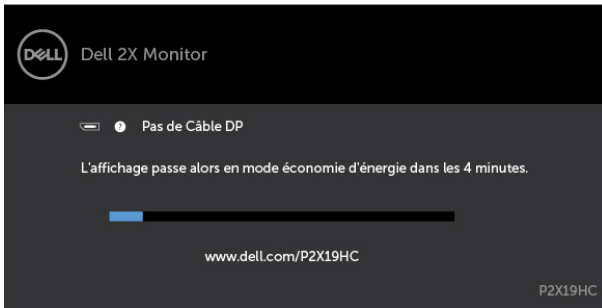 DELL Dell 2X Monitor
? Pas de Câble DP
L'affichage passe alors en mode économie d'énergie dans les 4 minutes.
www.dell.com/P2X19HC
P2X19HC